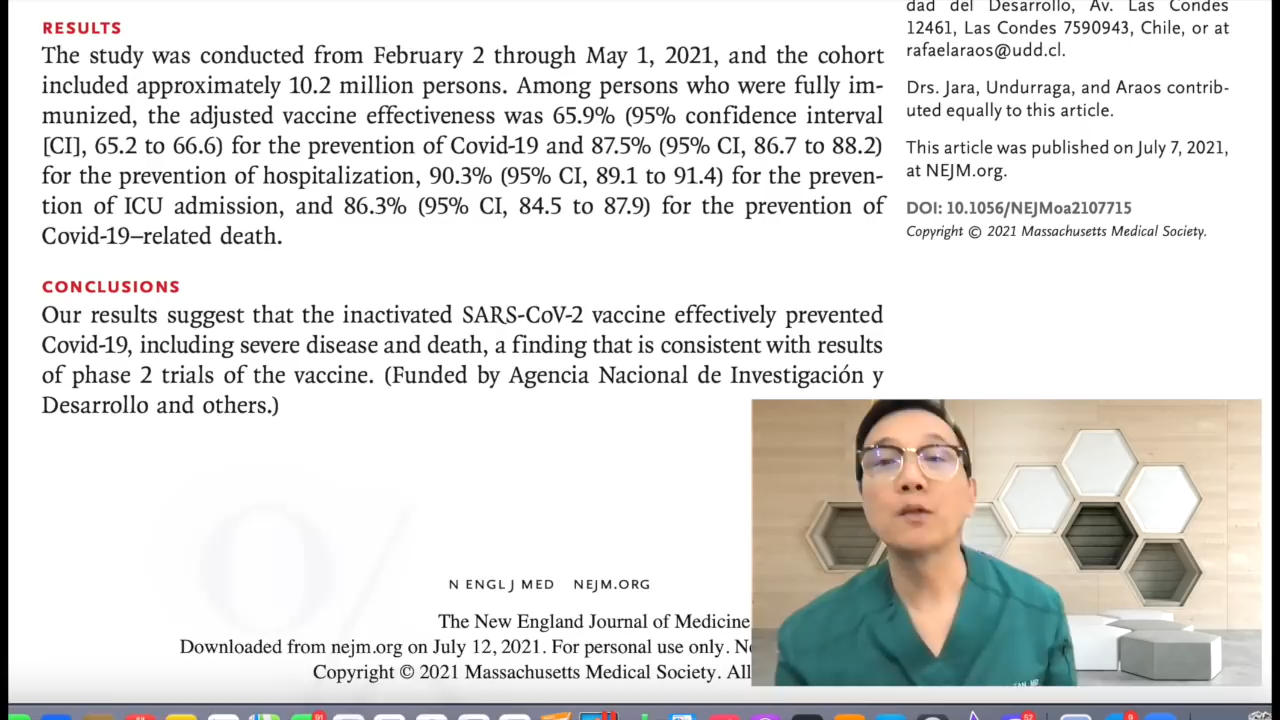 RESULTS
The study was conducted from February 2 through May 1, 2021, and the cohort
included approximately 10.2 million persons. Among persons who were fully im-
munized, the adjusted vaccine effectiveness was 65.9% (95% confidence interval
[CI], 65.2 to 66.6) for the prevention of Covid-19 and 87.5% (95% CI, 86.7 to 88.2)
for the prevention of hospitalization, 90.3% (95% CI, 89.1 to 91.4) for the preven-
tion of ICU admission, and 86.3% (95% CI, 84.5 to 87.9) for the prevention of
Covid-19–related death.
CONCLUSIONS
Our results suggest that the inactivated SARS-CoV-2 vaccine effectively prevented
Covid-19, including severe disease and death, a finding that is consistent with results
of phase 2 trials of the vaccine. (Funded by Agencia Nacional de Investigación y
Desarrollo and others.)
dad del Desarrollo, Av. Las Condes
12461, Las Condes 7590943, Chile, or at
rafaelaraos@udd.cl.
Drs. Jara, Undurraga, and Araos contrib-
uted equally to this article.
This article was published on July 7, 2021,
at NEJM.org.
DOI: 10.1056/NEJMoa2107715
Copyright © 2021 Massachusetts Medical Society.
N ENGL J MED NEJM.ORG
The New England Journal of Medicine
Downloaded from nejm.org on July 12, 2021. For personal use only.
Copyright © 2021 Massachusetts Medical Society. All